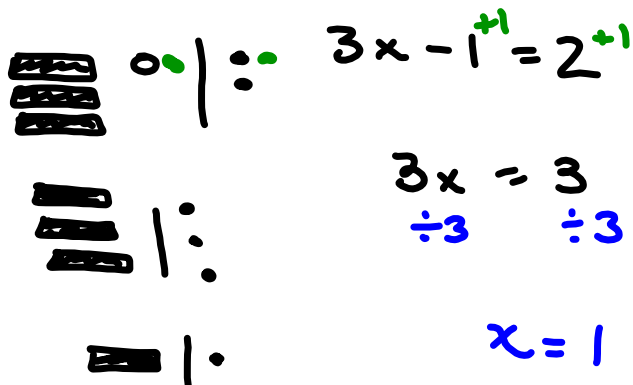 3x - 1 +1 = 2 +1
3x = 3
÷3 ÷3
x = 1